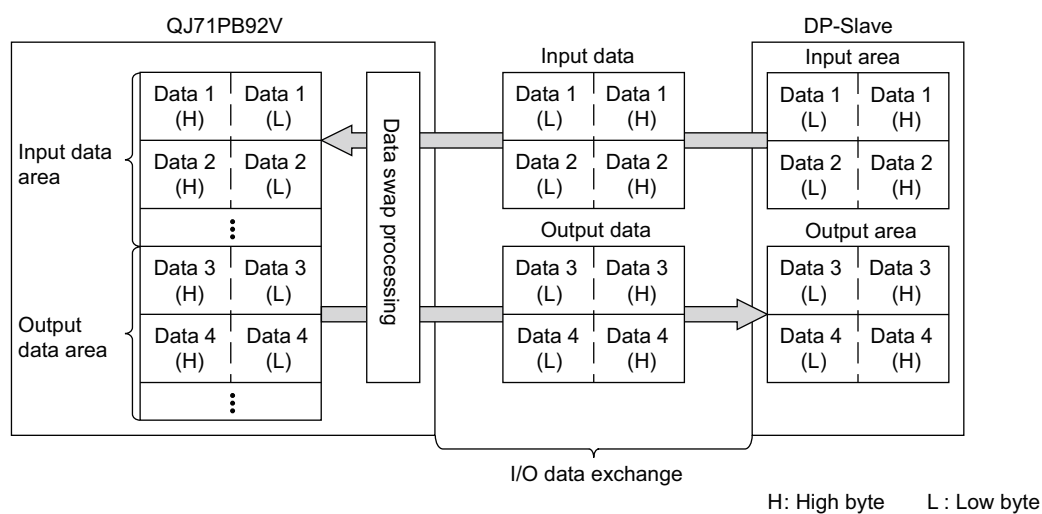 QJ71PB92V
DP-Slave
Input data
Input area
Data 1 (H)
Data 1 (L)
Data 1 (L)
Data 1 (H)
Data 1 (L)
Data 1 (H)
Input data area
Data 2 (H)
Data 2 (L)
Data 2 (L)
Data 2 (H)
Data 2 (L)
Data 2 (H)
Data swap processing
Output data
Output area
Data 3 (H)
Data 3 (L)
Data 3 (L)
Data 3 (H)
Data 3 (L)
Data 3 (H)
Output data area
Data 4 (H)
Data 4 (L)
Data 4 (L)
Data 4 (H)
Data 4 (L)
Data 4 (H)
I/O data exchange
H: High byte L : Low byte